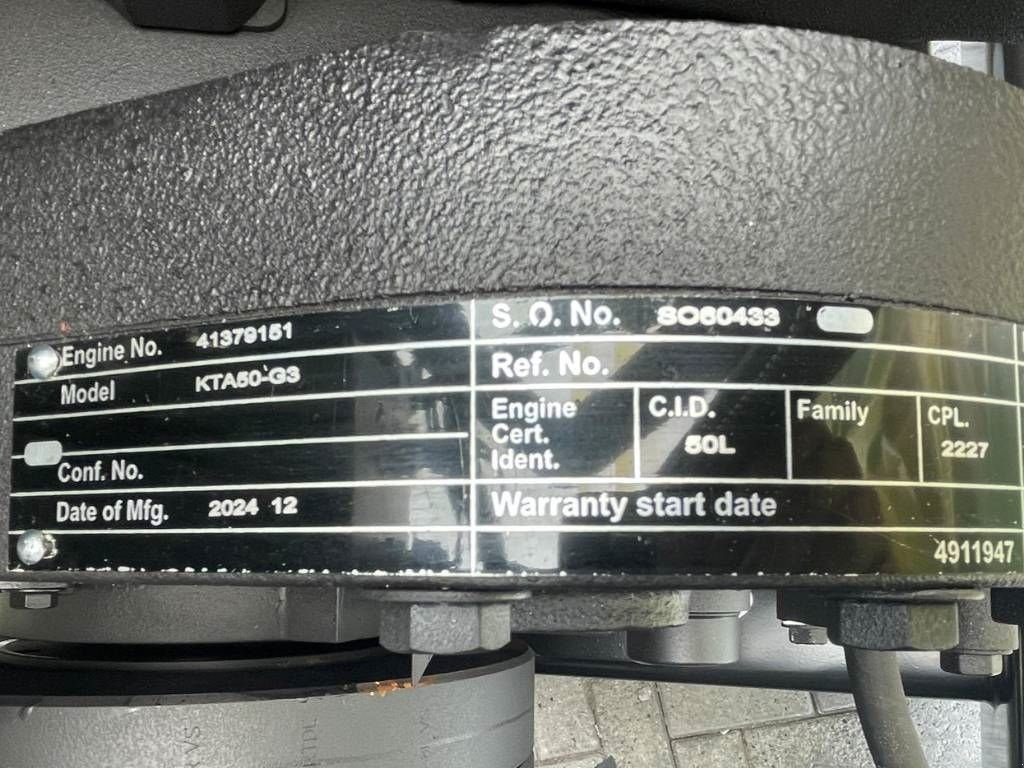 Engine No. 41379151
Model KTA50-G3
Conf. No.
Date of Mfg. 2024 12
S. O. No. SO60433
Ref. No.
Engine Cert. Ident.
C.I.D. 50L
Family
CPL. 2227
Warranty start date
4911947